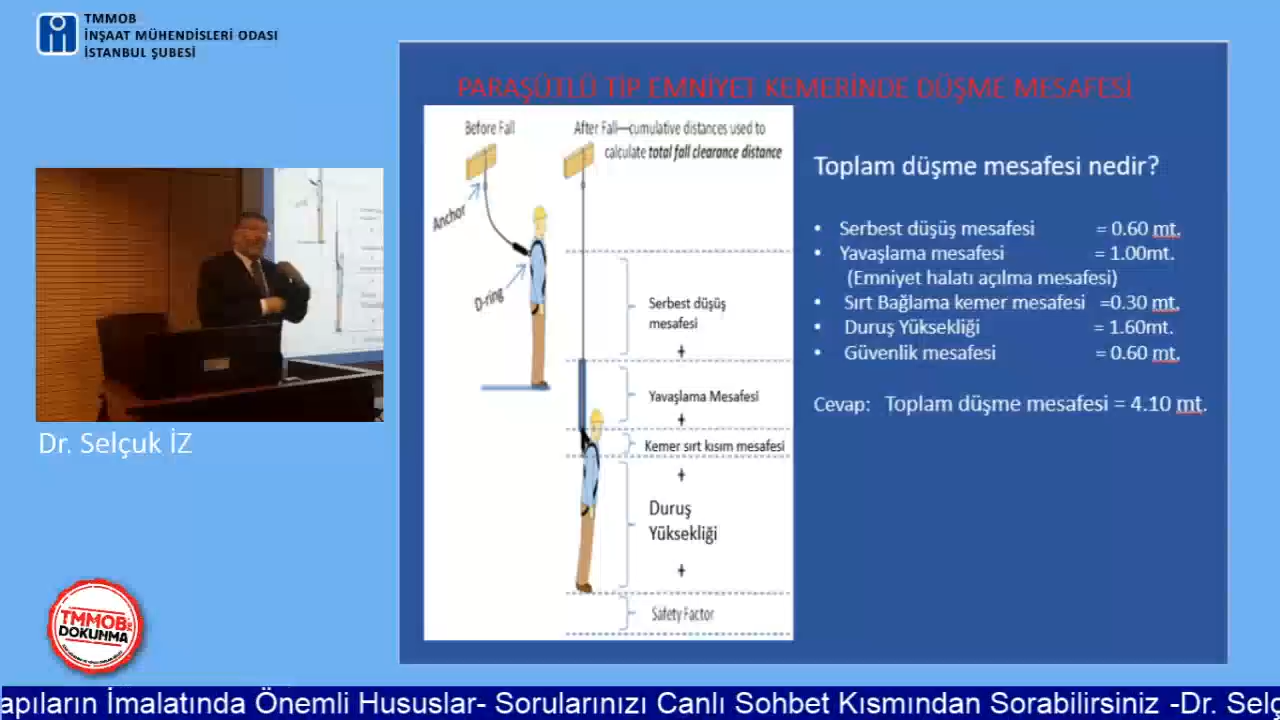 TMMOB
İNŞAAT MÜHENDİSLERİ ODASI
İSTANBUL ŞUBESİ
PARAŞÜTLÜ TİP EMNİYET KEMERİNDE DÜŞME MESAFESİ
Before Fall
After Fall—cumulative distances used to
calculate total fall clearance distance
Anchor
D-ring
Serbest düşüş
mesafesi
+
Yavaşlama Mesafesi
+
Kemer sırt kısım mesafesi
+
Duruş
Yüksekliği
+
Safety Factor
Toplam düşme mesafesi nedir?
• Serbest düşüş mesafesi = 0.60 mt.
• Yavaşlama mesafesi = 1.00mt.
(Emniyet halatı açılma mesafesi)
• Sırt Bağlama kemer mesafesi =0.30 mt.
• Duruş Yüksekliği = 1.60mt.
• Güvenlik mesafesi = 0.60 mt.
Cevap: Toplam düşme mesafesi = 4.10 mt.
Dr. Selçuk İZ
TMMOB
DOKUNMA
apıların İmalatında Önemli Hususlar- Sorularınızı Canlı Sohbet Kısmından Sorabilirsiniz -Dr. Selç